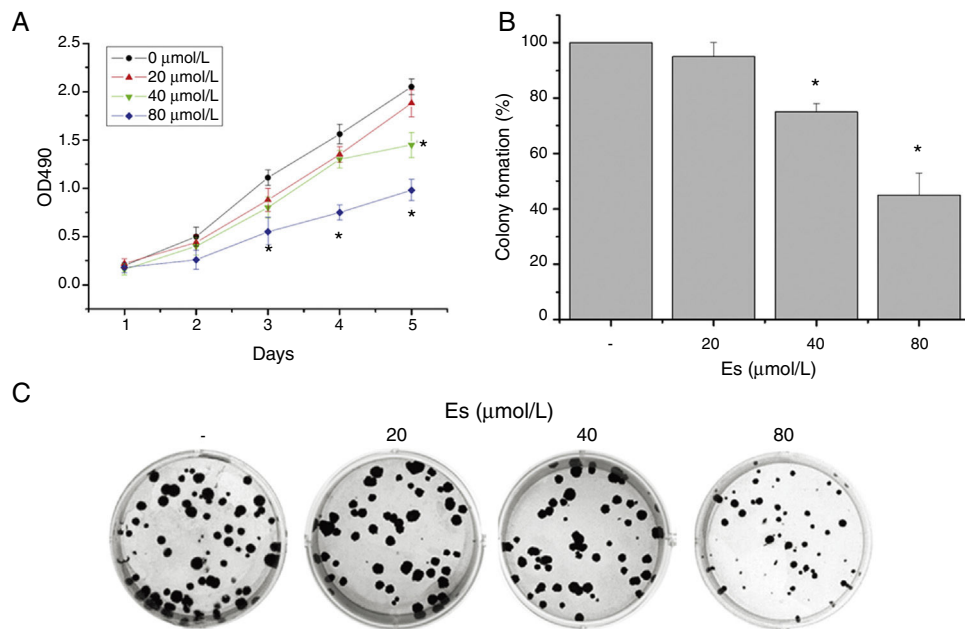 A
2.5
2.0
1.5
1.0
0.5
0.0
OD490
0 μmol/L
20 μmol/L
40 μmol/L
80 μmol/L
*
*
*
*
1 2 3 4 5
Days
B
100
80
60
40
20
0
Colony fomation (%)
*
*
- 20 40 80
Es (μmol/L)
C
Es (μmol/L)
- 20 40 80